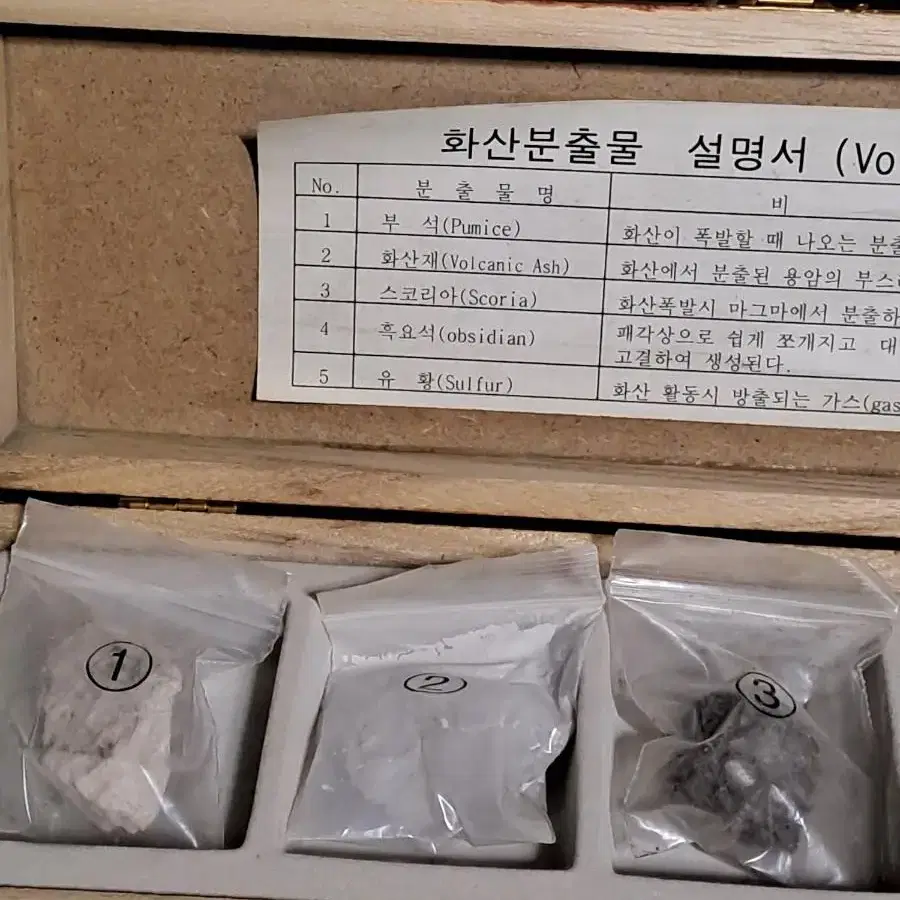 화산분출물 설명서 (Vo
No. 분 출 물 명 비
1 부 석(Pumice) 화산이 폭발할 때 나오는 분출
2 화산재(Volcanic Ash) 화산에서 분출된 용암의 부스러
3 스코리아(Scoria) 화산폭발시 마그마에서 분출하
4 흑요석(obsidian) 패각상으로 쉽게 쪼개지고 대
고결하여 생성된다.
5 유 황(Sulfur) 화산 활동시 방출되는 가스(gas
①
②
③